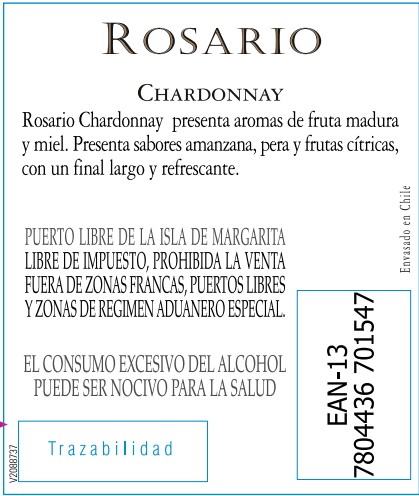 ROSARIO
CHARDONNAY
Rosario Chardonnay presenta aromas de fruta madura
y miel. Presenta sabores amanzana, pera y frutas cítricas,
con un final largo y refrescante.
Envasado en Chile
PUERTO LIBRE DE LA ISLA DE MARGARITA
LIBRE DE IMPUESTO, PROHIBIDA LA VENTA
FUERA DE ZONAS FRANCAS, PUERTOS LIBRES
Y ZONAS DE REGIMEN ADUANERO ESPECIAL.
EL CONSUMO EXCESIVO DEL ALCOHOL
PUEDE SER NOCIVO PARA LA SALUD
EAN-13
7804436 701547
V2088737
Trazabilidad